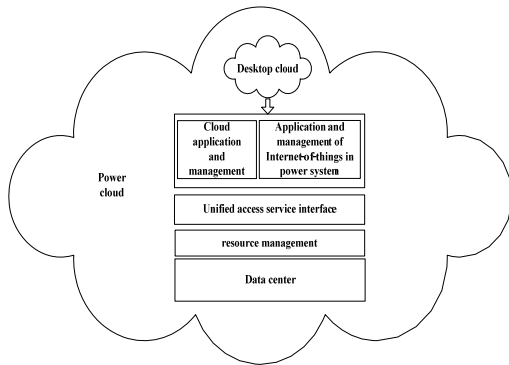 Desktop cloud
Cloud
application
and
management
Application and
management of
Internet-of-things in
power system
Power
cloud
Unified access service interface
resource management
Data center